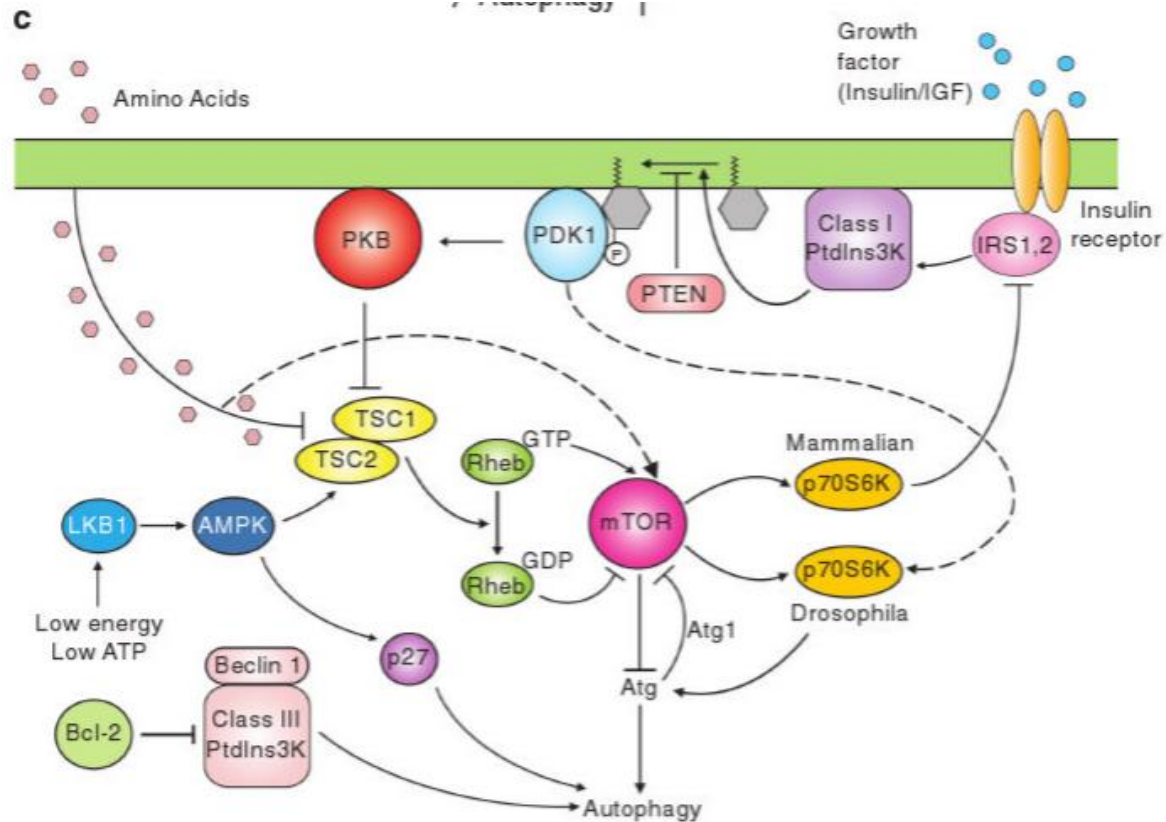 c
Autophagy
Growth
factor
(Insulin/IGF)
Amino Acids
Insulin
receptor
PKB
PDK1
P
PTEN
Class I
PtdIns3K
IRS1,2
TSC1
TSC2
Rheb
GTP
Mammalian
p70S6K
LKB1
AMPK
mTOR
Rheb
GDP
p70S6K
Drosophila
Low energy
Low ATP
Atg1
p27
Beclin 1
Atg
Bcl-2
Class III
PtdIns3K
Autophagy